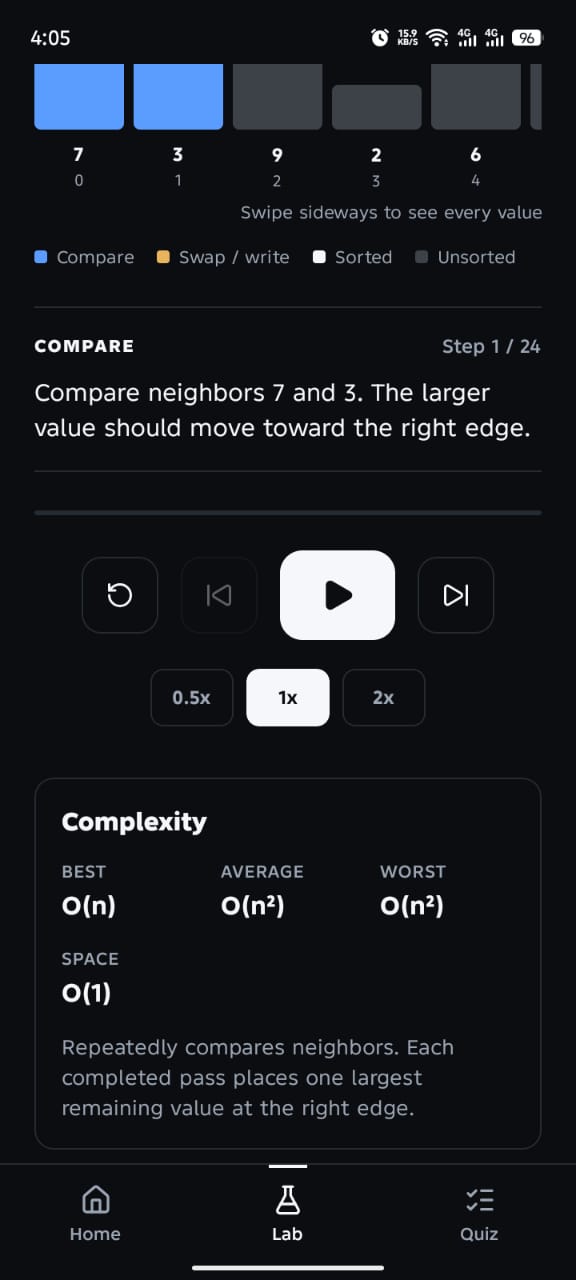 4:05
15.9
KB/S
4G
4G
96
7 3 9 2 6
0 1 2 3 4
Swipe sideways to see every value
Compare Swap / write Sorted Unsorted
COMPARE Step 1 / 24
Compare neighbors 7 and 3. The larger
value should move toward the right edge.
0.5x 1x 2x
Complexity
BEST AVERAGE WORST
O(n) O(n²) O(n²)
SPACE
O(1)
Repeatedly compares neighbors. Each
completed pass places one largest
remaining value at the right edge.
Home Lab Quiz